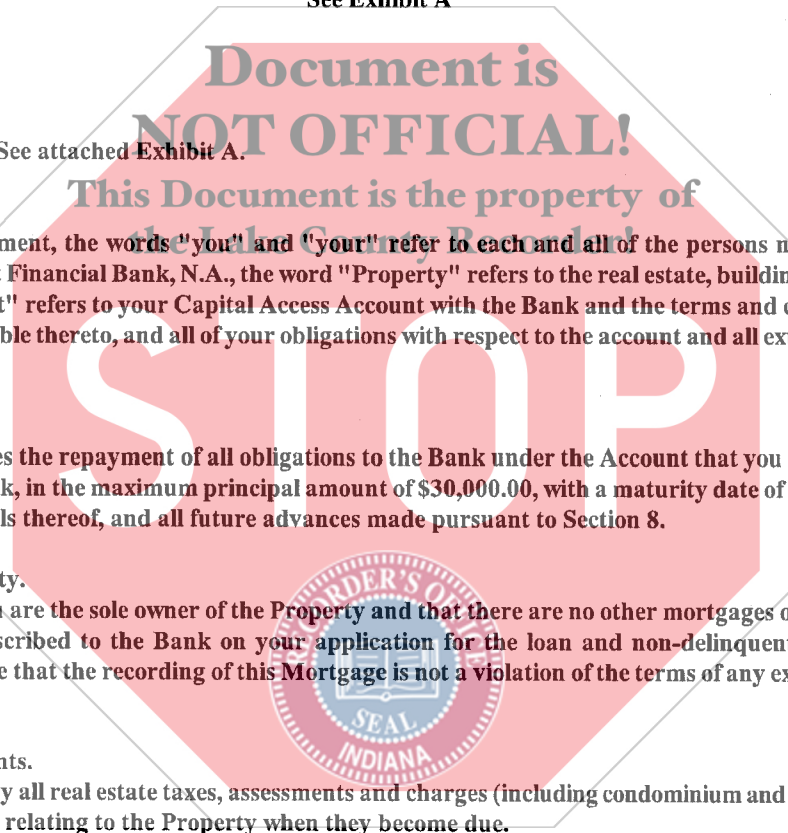 See Exhibit A
Document is
NOT OFFICIAL!
See attached Exhibit A.
This Document is the property of
the Lake County Recorder!
ment, the words "you" and "your" refer to each and all of the persons
Financial Bank, N.A., the word "Property" refers to the real estate, buildin
t" refers to your Capital Access Account with the Bank and the terms and
ble thereto, and all of your obligations with respect to the account and all ex
STOP
es the repayment of all obligations to the Bank under the Account that you
k, in the maximum principal amount of $30,000.00, with a maturity date of
ls thereof, and all future advances made pursuant to Section 8.
ty.
are the sole owner of the Property and that there are no other mortgages
scribed to the Bank on your application for the loan and non-delinquent
e that the recording of this Mortgage is not a violation of the terms of any ex
RECORDER'S OFFICE
SEAL
INDIANA
nts.
y all real estate taxes, assessments and charges (including condominium and
relating to the Property when they become due.